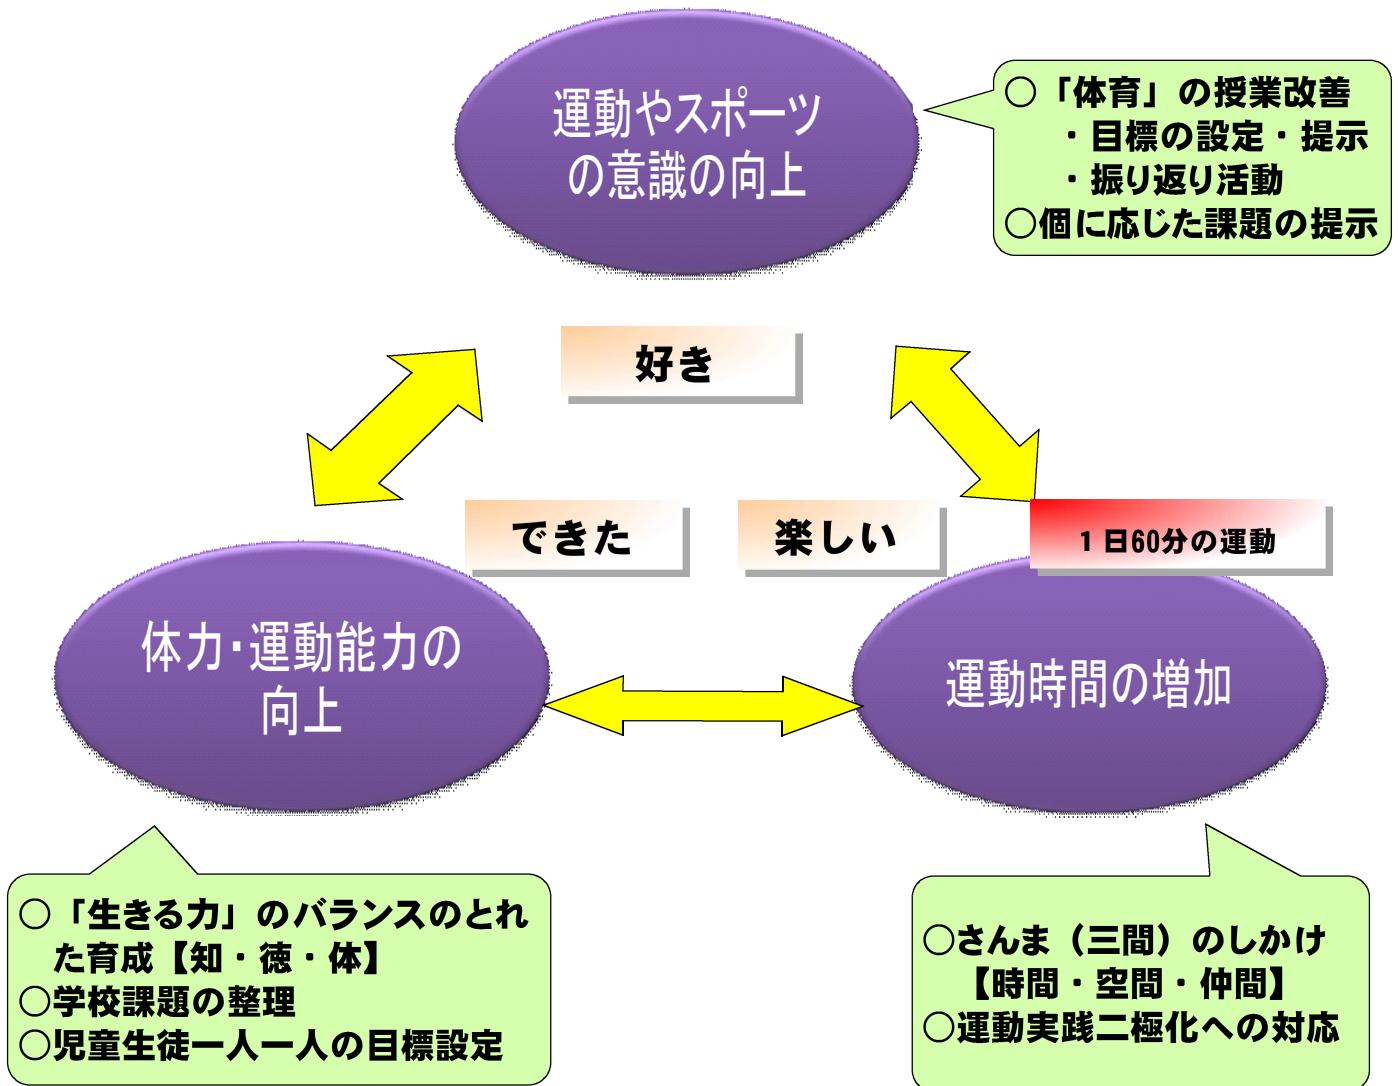 運動やスポーツ
の意識の向上
○「体育」の授業改善
・目標の設定・提示
・振り返り活動
○個に応じた課題の提示
好き
できた
楽しい
１日60分の運動
体力・運動能力の
向上
運動時間の増加
○「生きる力」のバランスのとれ
た育成【知・徳・体】
○学校課題の整理
○児童生徒一人一人の目標設定
○さんま（三間）のしかけ
【時間・空間・仲間】
○運動実践二極化への対応